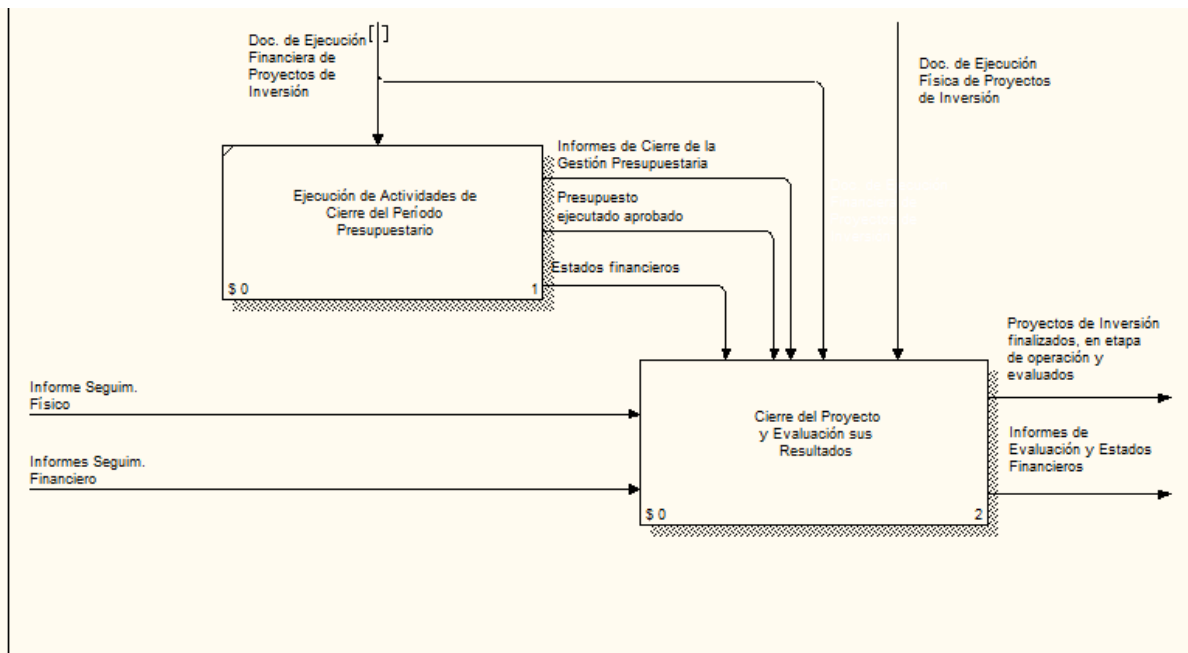 Doc. de Ejecución
Financiera de
Proyectos de
Inversión
Doc. de Ejecución
Física de Proyectos
de Inversión
Informes de Cierre de la
Gestión Presupuestaria
Ejecución de Actividades de
Cierre del Período
Presupuestario
Presupuesto
ejecutado aprobado
Estados financieros
$ 0
1
Proyectos de Inversión
finalizados, en etapa
de operación y
evaluados
Informe Seguim.
Físico
Cierre del Proyecto
y Evaluación sus
Resultados
Informes de
Evaluación y Estados
Financieros
Informes Seguim.
Financiero
$ 0
2